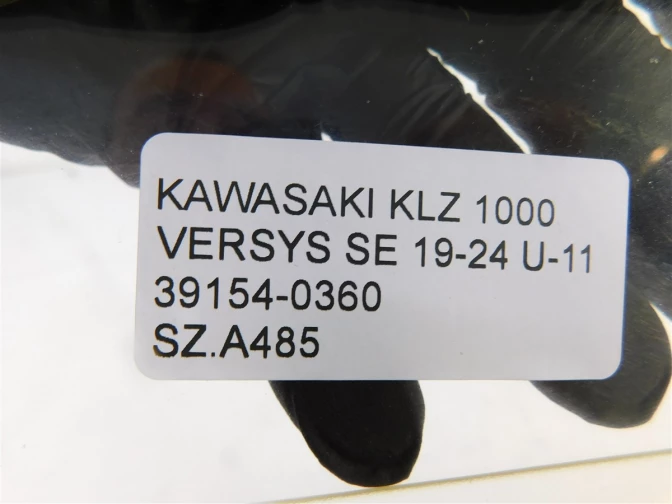 KAWASAKI KLZ 1000
VERSYS SE 19-24 U-11
39154-0360
SZ.A485